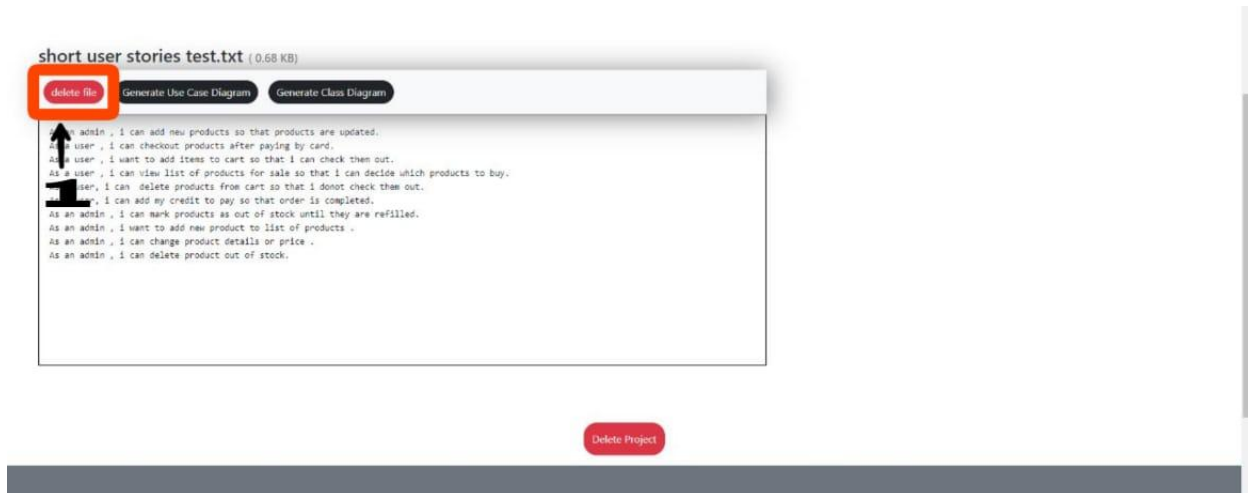 short user stories test.txt ( 0.68 KB)
delete file Generate Use Case Diagram Generate Class Diagram
admin , i can add new products so that products are updated.
user , i can checkout products after paying by card.
As a user , i want to add items to cart so that i can check them out.
As a user , i can view list of products for sale so that i can decide which products to buy.
user, i can delete products from cart so that i donot check them out.
i can add my credit to pay so that order is completed.
As an admin , i can mark products as out of stock until they are refilled.
As an admin , i want to add new product to list of products .
As an admin , i can change product details or price .
As an admin , i can delete product out of stock.
1
Delete Project